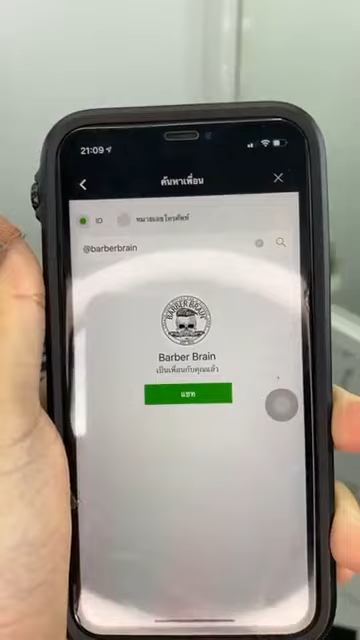 21:09
ค้นหาเพื่อน
ID
หมายเลขโทรศัพท์
@barberbrain
BARBER BRAIN
Barber Brain
เป็นเพื่อนกับคุณแล้ว
แชท